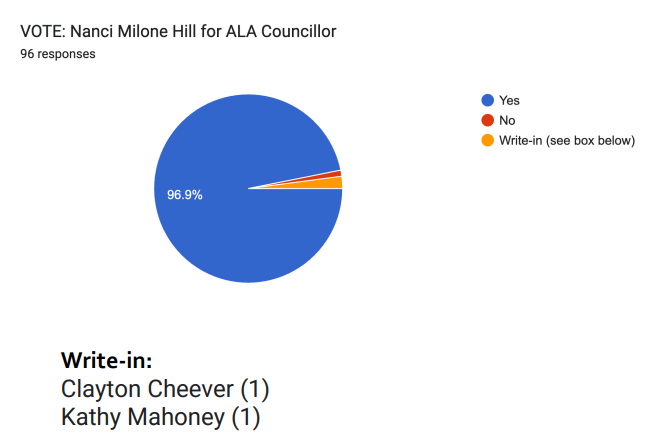 VOTE: Nanci Milone Hill for ALA Councillor
96 responses
Yes
No
Write-in (see box below)
96.9%
Write-in:
Clayton Cheever (1)
Kathy Mahoney (1)